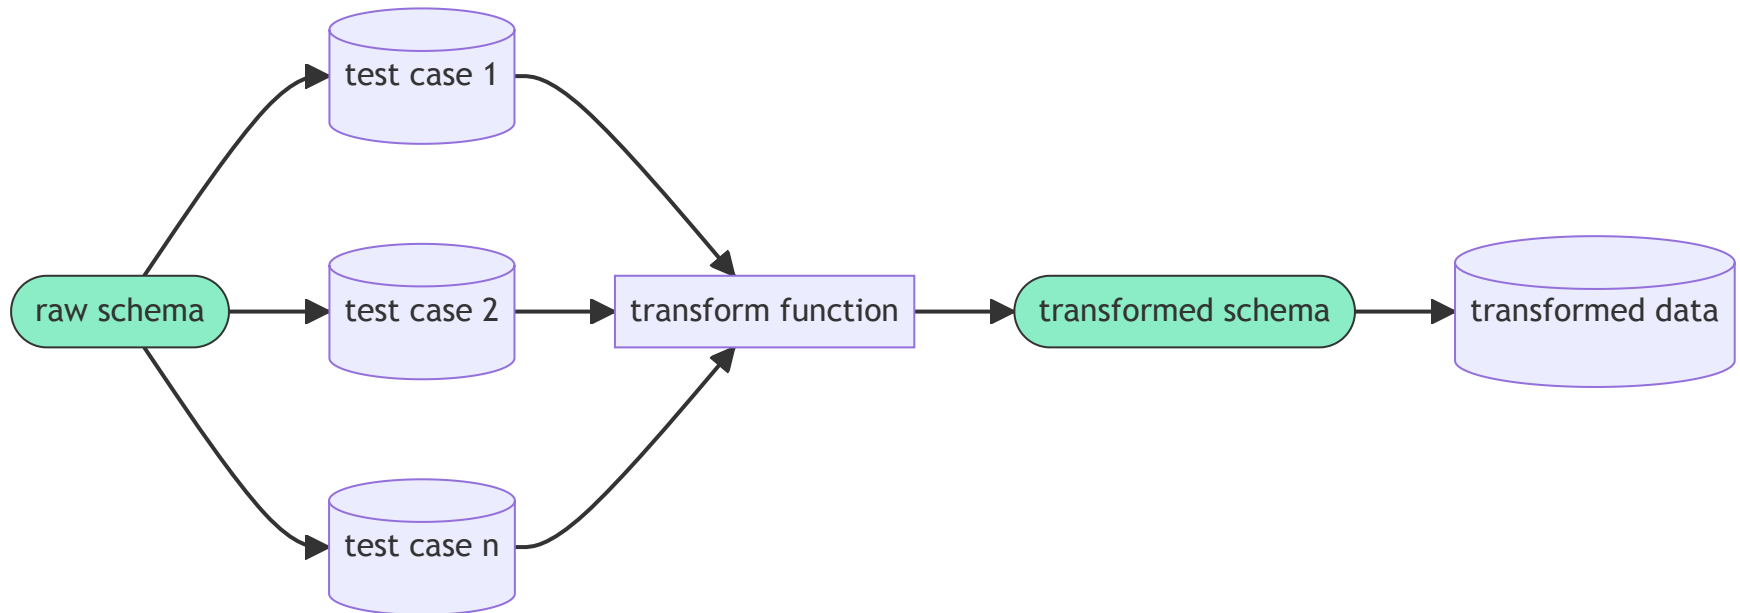 test case 1
raw schema
test case 2
transform function
transformed schema
transformed data
test case n